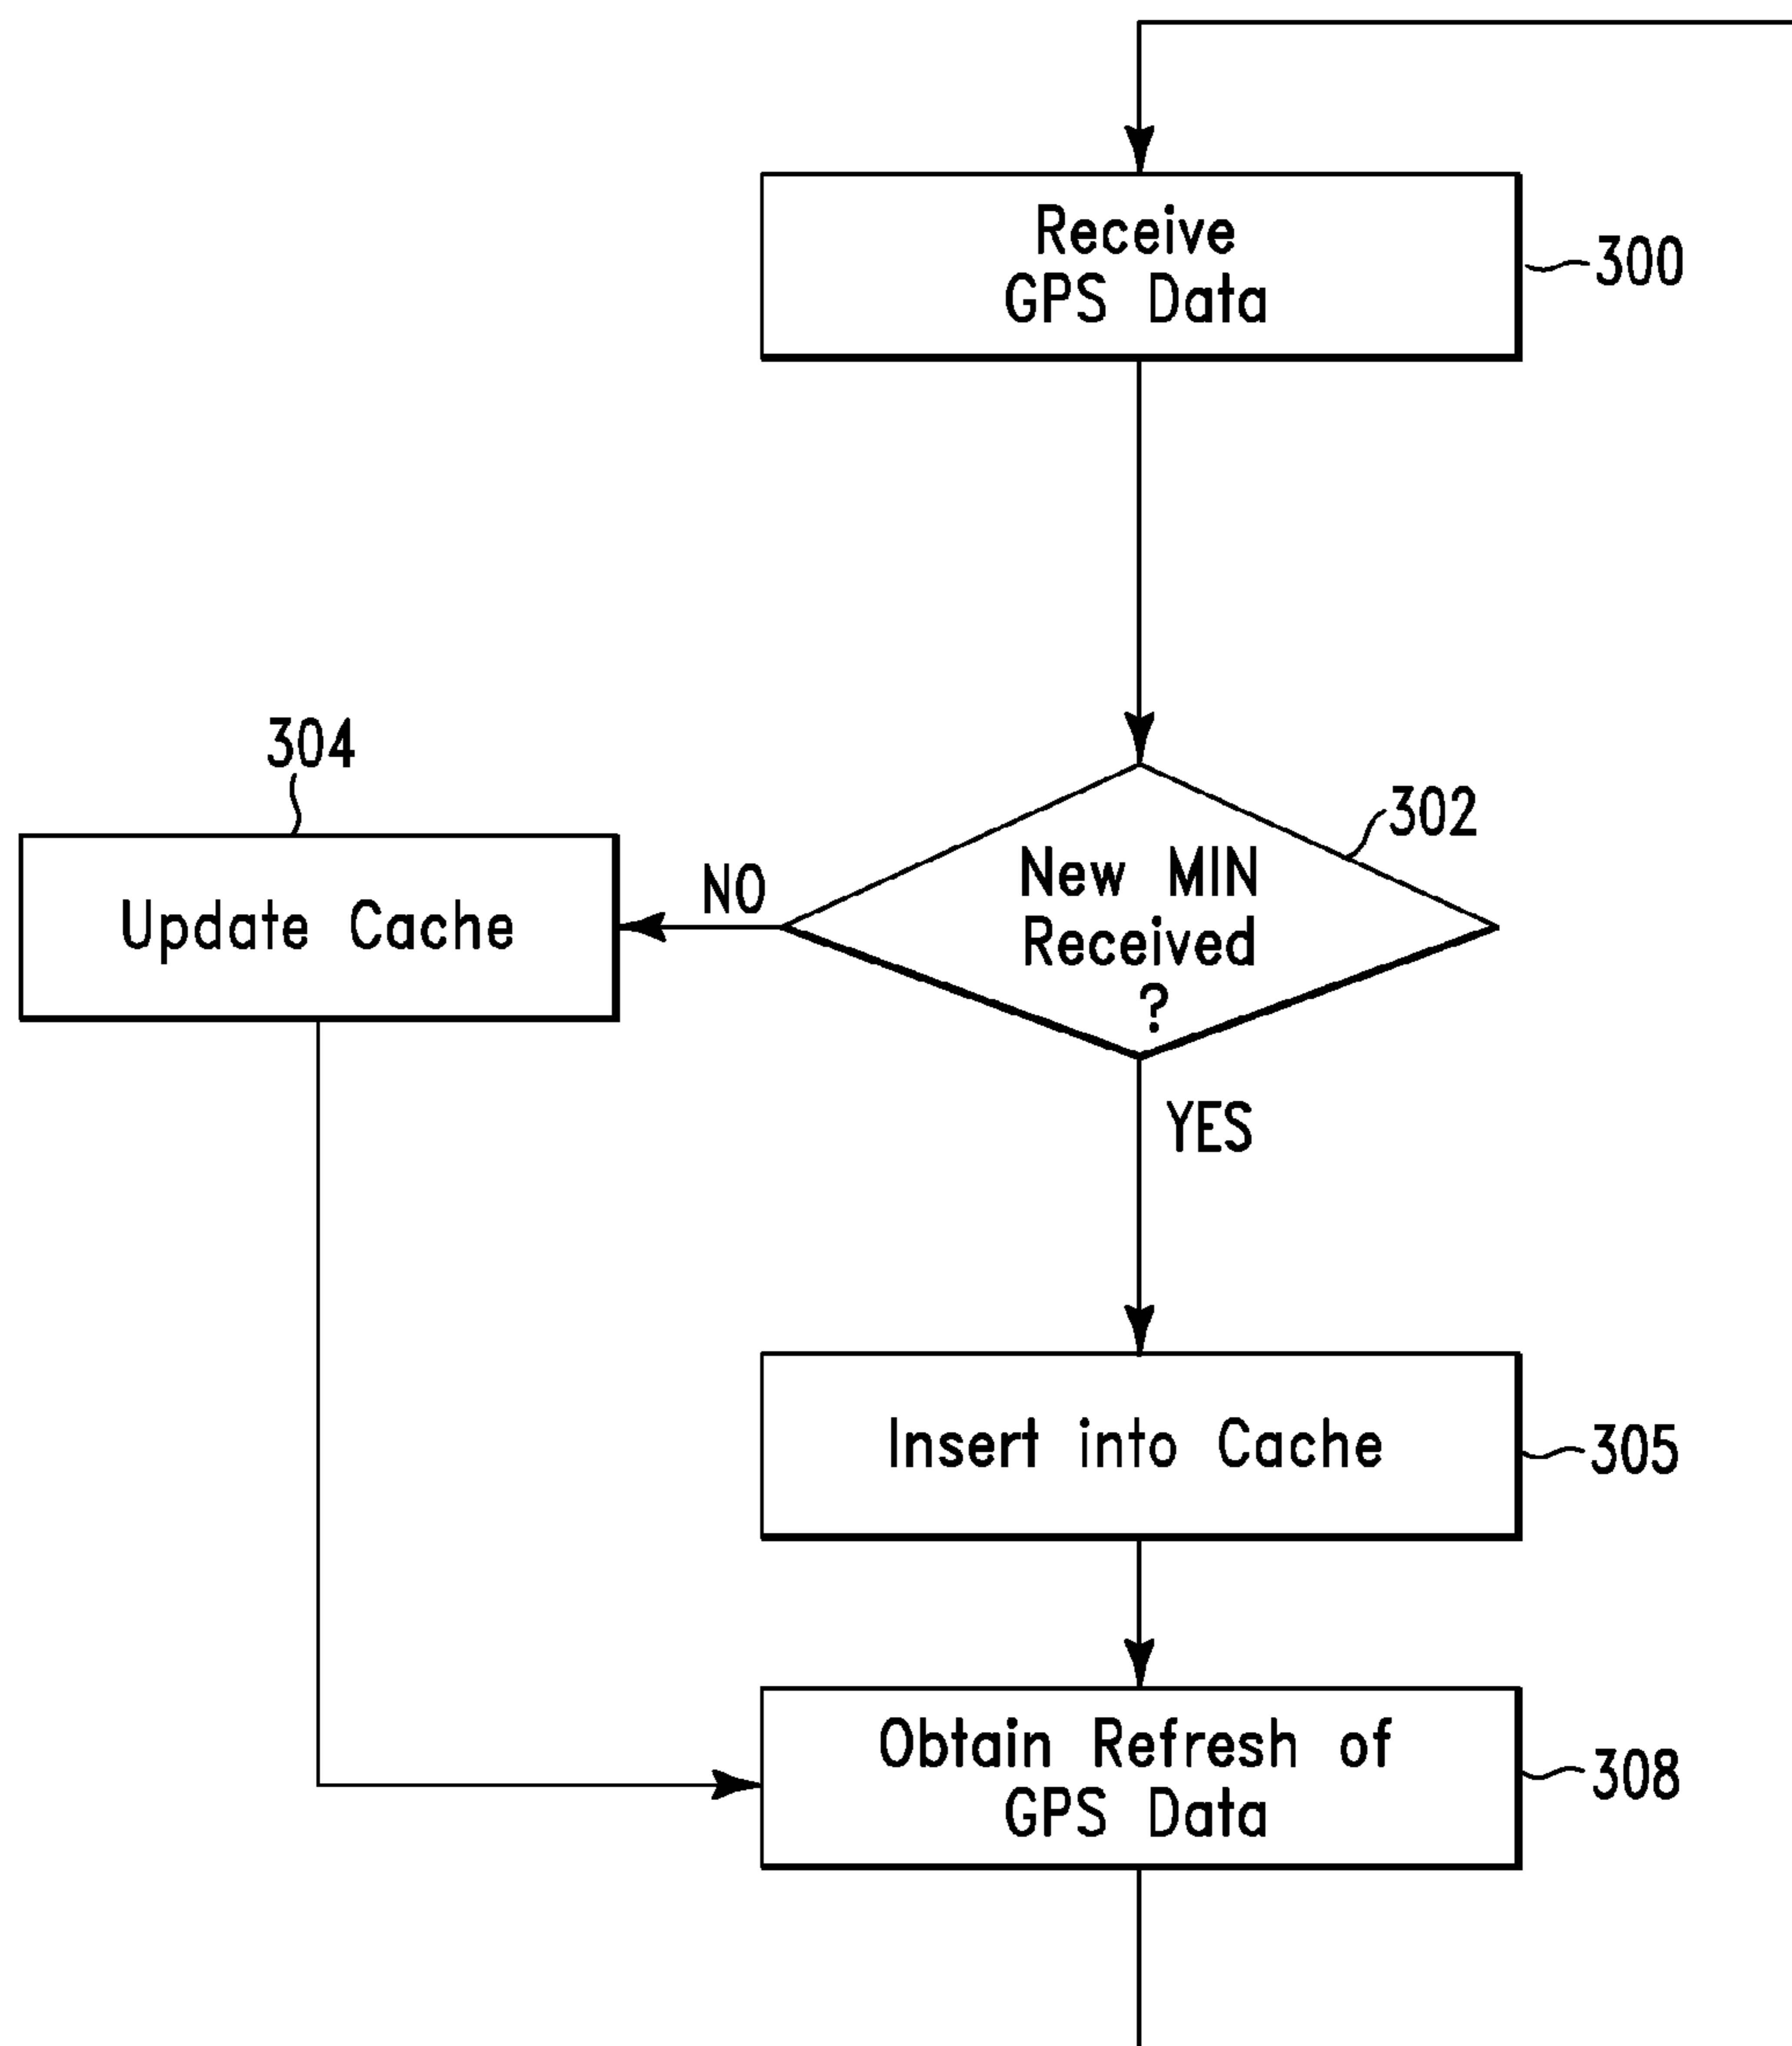 Receive
GPS Data
300
304
302
New MIN
Received
?
NO
Update Cache
YES
Insert into Cache
305
Obtain Refresh of
GPS Data
308